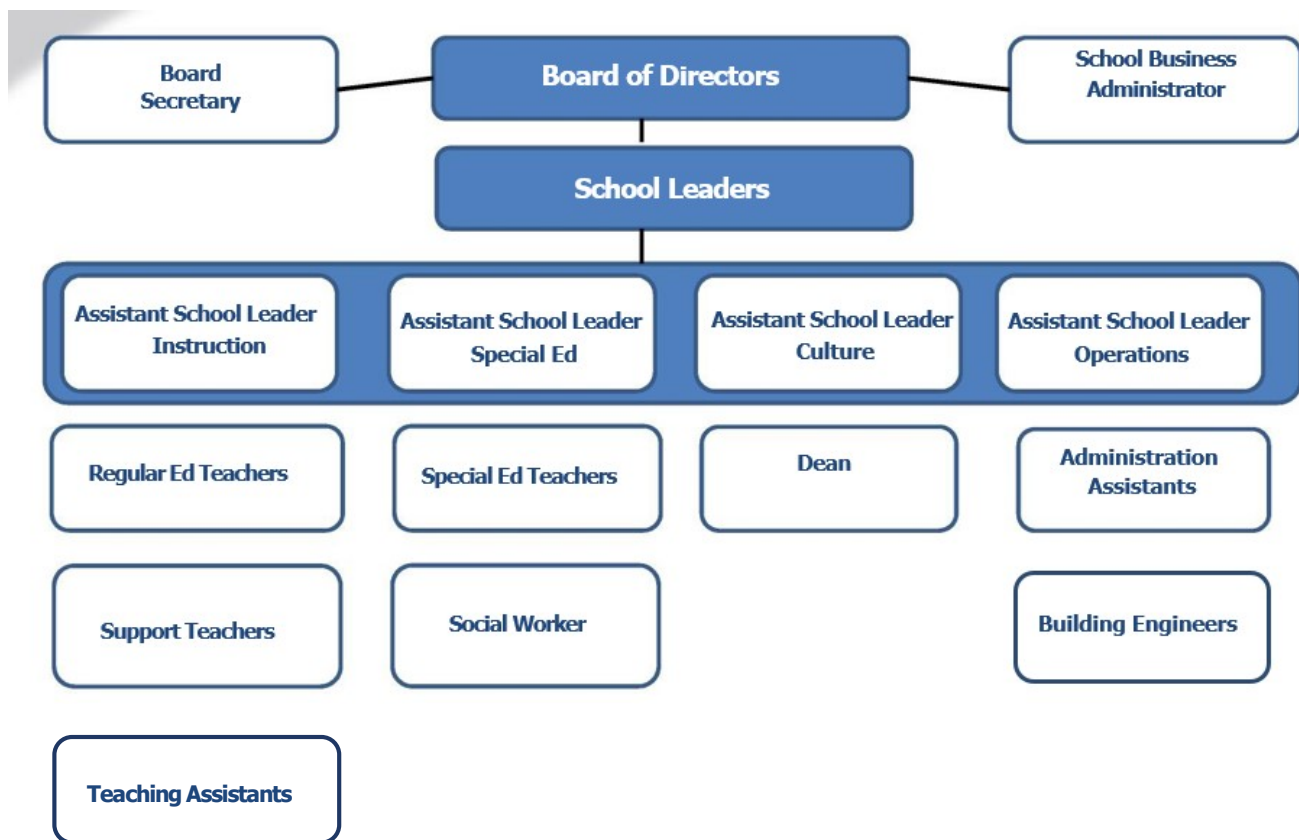 Board
Secretary
Board of Directors
School Business
Administrator
School Leaders
Assistant School Leader
Instruction
Assistant School Leader
Special Ed
Assistant School Leader
Culture
Assistant School Leader
Operations
Regular Ed Teachers
Special Ed Teachers
Dean
Administration
Assistants
Support Teachers
Social Worker
Building Engineers
Teaching Assistants